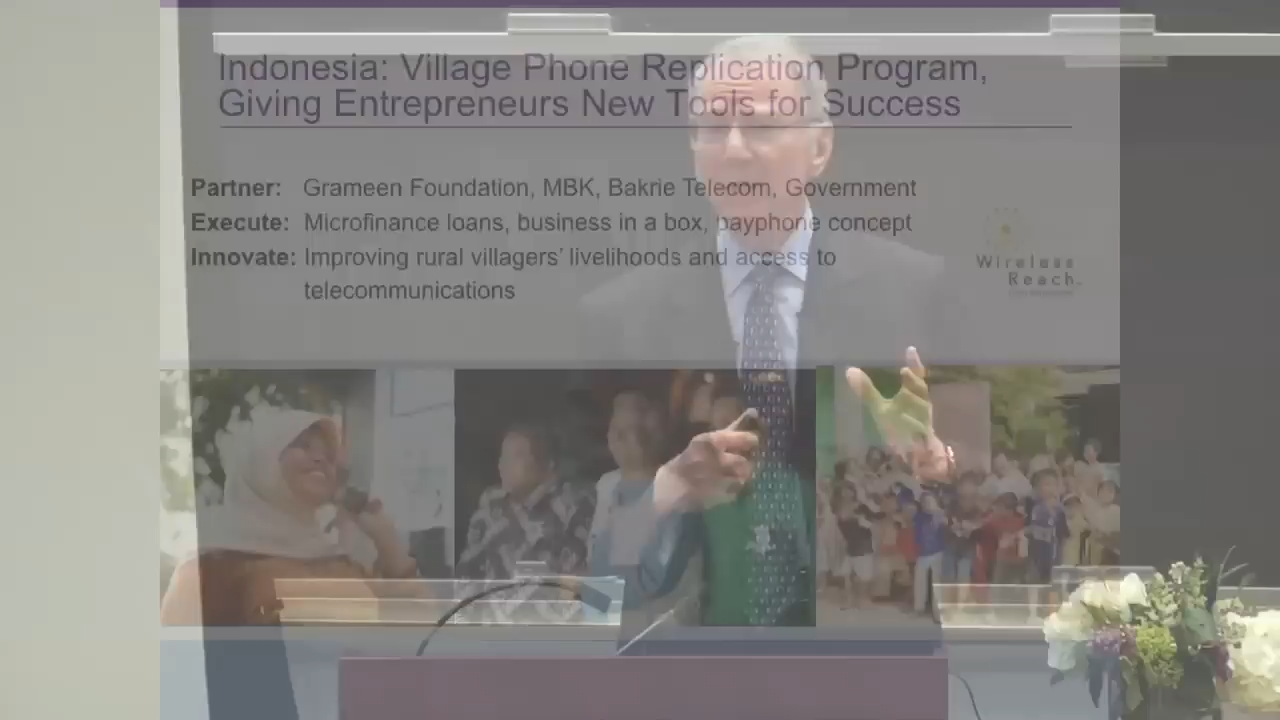 Indonesia: Village Phone Replication Program,
Giving Entrepreneurs New Tools for Success
Partner: Grameen Foundation, MBK, Bakrie Telecom, Government
Execute: Microfinance loans, business in a box, payphone concept
Innovate: Improving rural villagers' livelihoods and access to
telecommunications
Wireless
Reach